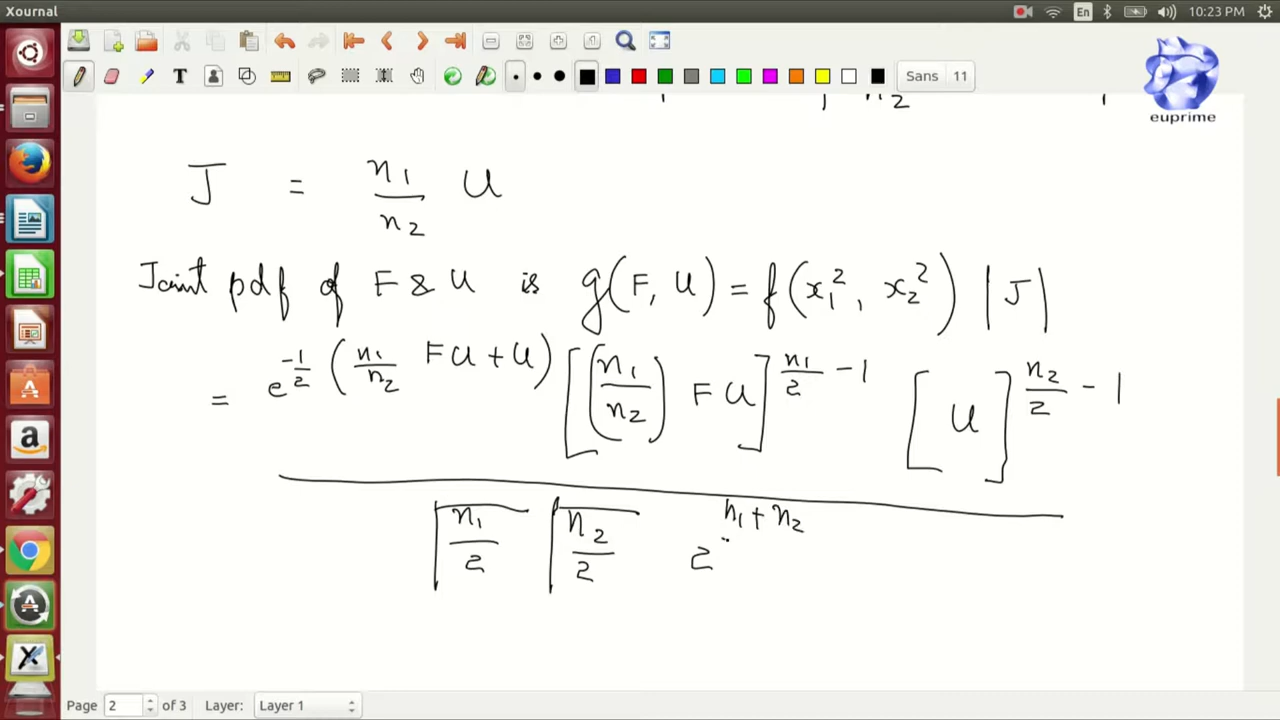 Xournal
En
10:23 PM
Sans 11
euprime
n₂
J = n₁/n₂ U
Joint pdf of F & U is g(F, U) = f(x₁², x₂²) |J|
= e^(-1/2 (n₁/n₂ FU + U)) [(n₁/n₂) FU]^(n₁/2 - 1) [U]^(n₂/2 - 1)
Γ(n₁/2) Γ(n₂/2) 2^(n₁ + n₂)
Page 2 of 3 Layer: Layer 1